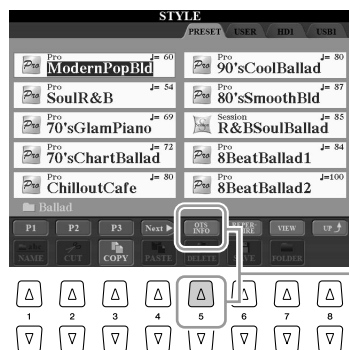 STYLE
PRESET USER HD1 USB1
Pro ♩= 60 Pro ♩= 80
ModernPopBld 90'sCoolBallad
Pro ♩= 54 Pro ♩= 87
SoulR&B 80'sSmoothBld
Pro ♩= 69 Session ♩= 85
70'sGlamPiano R&BSoulBallad
Pro ♩= 72 Pro ♩= 84
70'sChartBallad 8BeatBallad1
Pro ♩= 80 Pro ♩=100
ChilloutCafe 8BeatBallad2
Ballad
P1 P2 P3 Next ▶ OTS INFO VIEW UP
NAME CUT COPY PASTE DELETE FOLDER
1 2 3 4 5 6 7 8